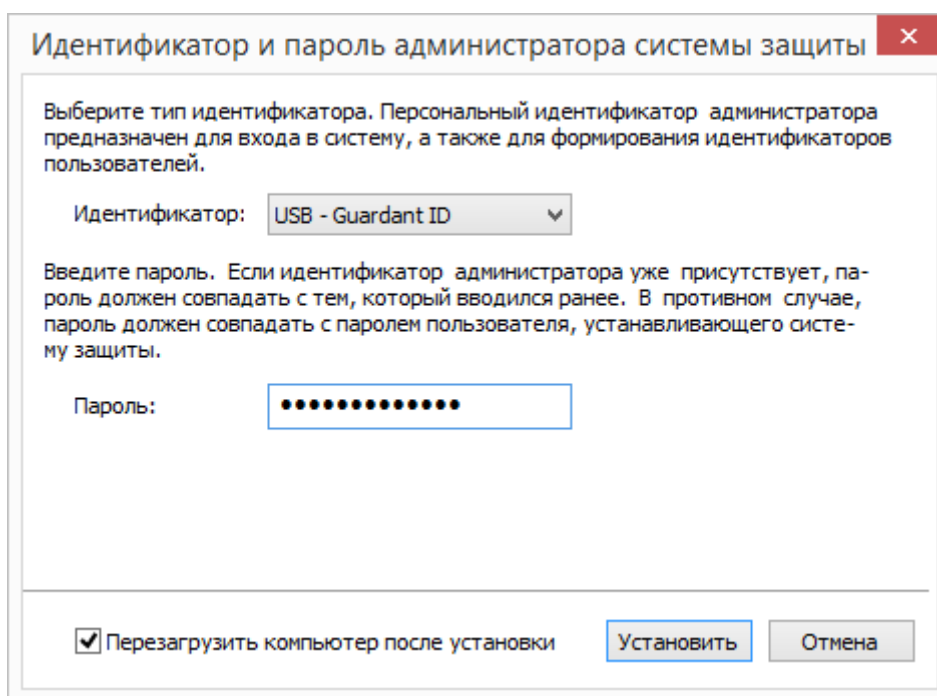 Идентификатор и пароль администратора системы защиты
Выберите тип идентификатора. Персональный идентификатор администратора
предназначен для входа в систему, а также для формирования идентификаторов
пользователей.
Идентификатор: USB - Guardant ID
Введите пароль. Если идентификатор администратора уже присутствует, па-
роль должен совпадать с тем, который вводился ранее. В противном случае,
пароль должен совпадать с паролем пользователя, устанавливающего систе-
му защиты.
Пароль: •••••••••••••
Перезагрузить компьютер после установки Установить Отмена